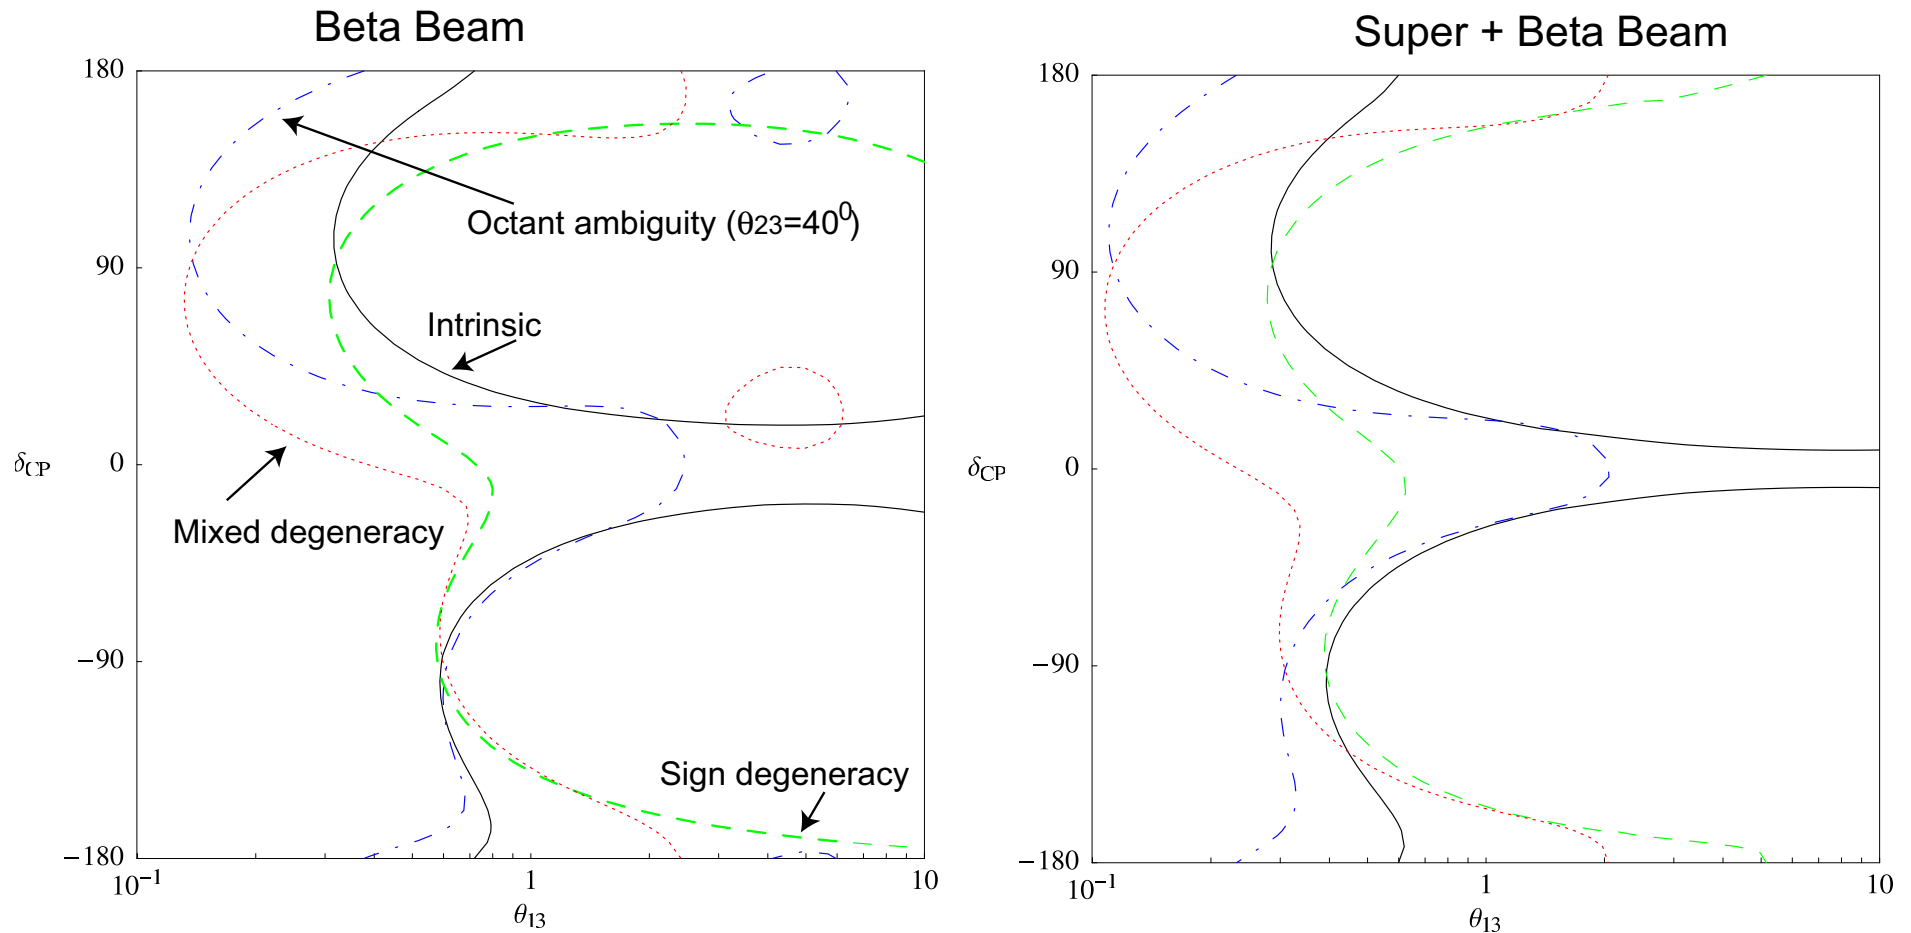 Beta Beam
180
90
0
−90
−180
δCP
Octant ambiguity (θ23=40⁰)
Intrinsic
Mixed degeneracy
Sign degeneracy
10⁻¹
1
10
θ13
Super + Beta Beam
180
90
0
−90
−180
δCP
10⁻¹
1
10
θ13